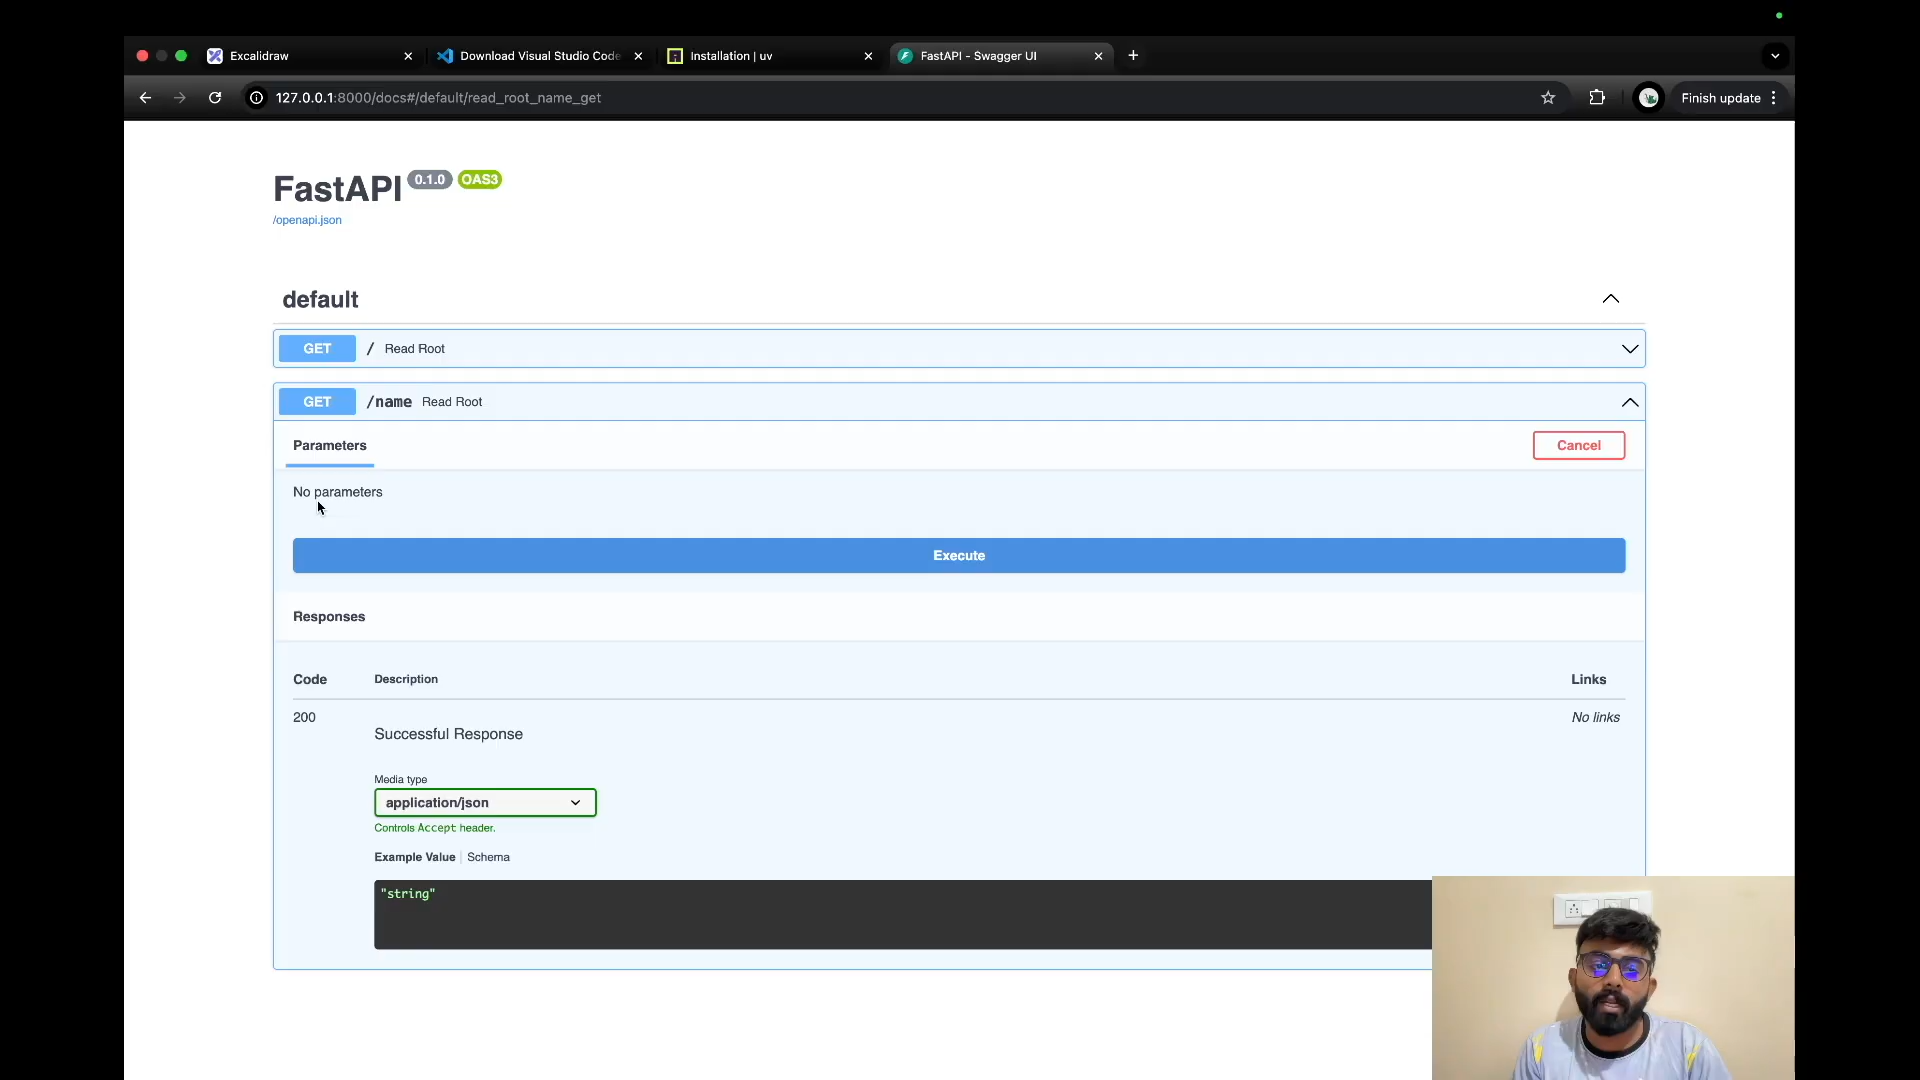 Excalidraw
Download Visual Studio Code
Installation | uv
FastAPI - Swagger UI
127.0.0.1:8000/docs#/default/read_root_name_get
Finish update
FastAPI 0.1.0 OAS3
/openapi.json
default
GET / Read Root
GET /name Read Root
Parameters
Cancel
No parameters
Execute
Responses
Code Description Links
200 No links
Successful Response
Media type
application/json
Controls Accept header.
Example Value | Schema
"string"